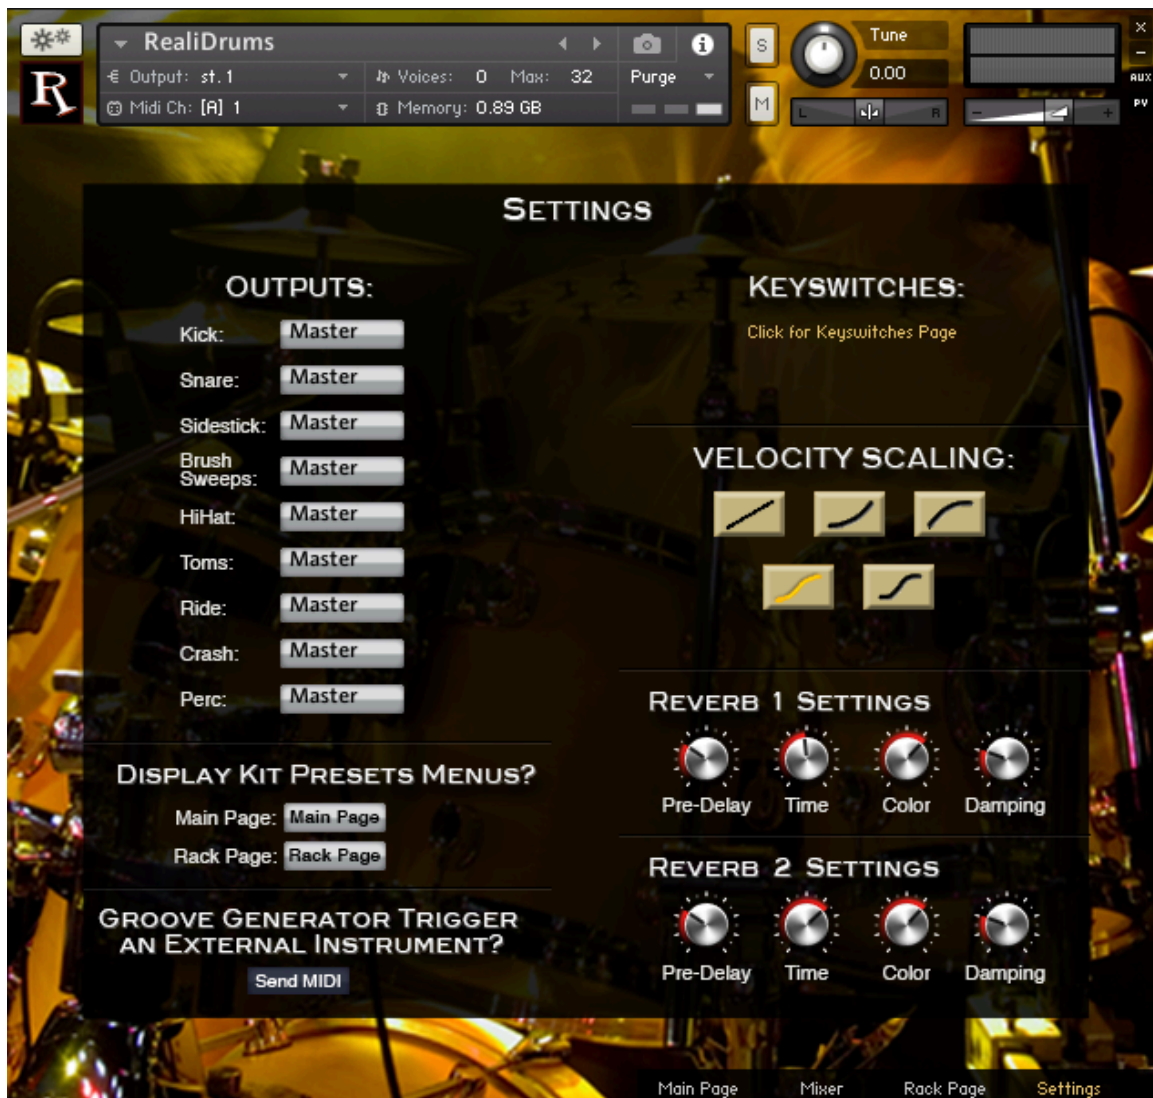 RealiDrums
Output: st. 1
Voices: 0 Max: 32
Purge
Midi Ch: [A] 1
Memory: 0.89 GB
S
M
Tune
0.00
L
R
-
+
x
-
AUX
PV
Rx
SETTINGS
OUTPUTS:
Kick: Master
Snare: Master
Sidestick: Master
Brush
Sweeps: Master
HiHat: Master
Toms: Master
Ride: Master
Crash: Master
Perc: Master
DISPLAY KIT PRESETS MENUS?
Main Page: Main Page
Rack Page: Rack Page
GROOVE GENERATOR TRIGGER
AN EXTERNAL INSTRUMENT?
Send MIDI
KEYSWITCHES:
Click for Keyswitches Page
VELOCITY SCALING:
REVERB 1 SETTINGS
Pre-Delay Time Color Damping
REVERB 2 SETTINGS
Pre-Delay Time Color Damping
Main Page Mixer Rack Page Settings